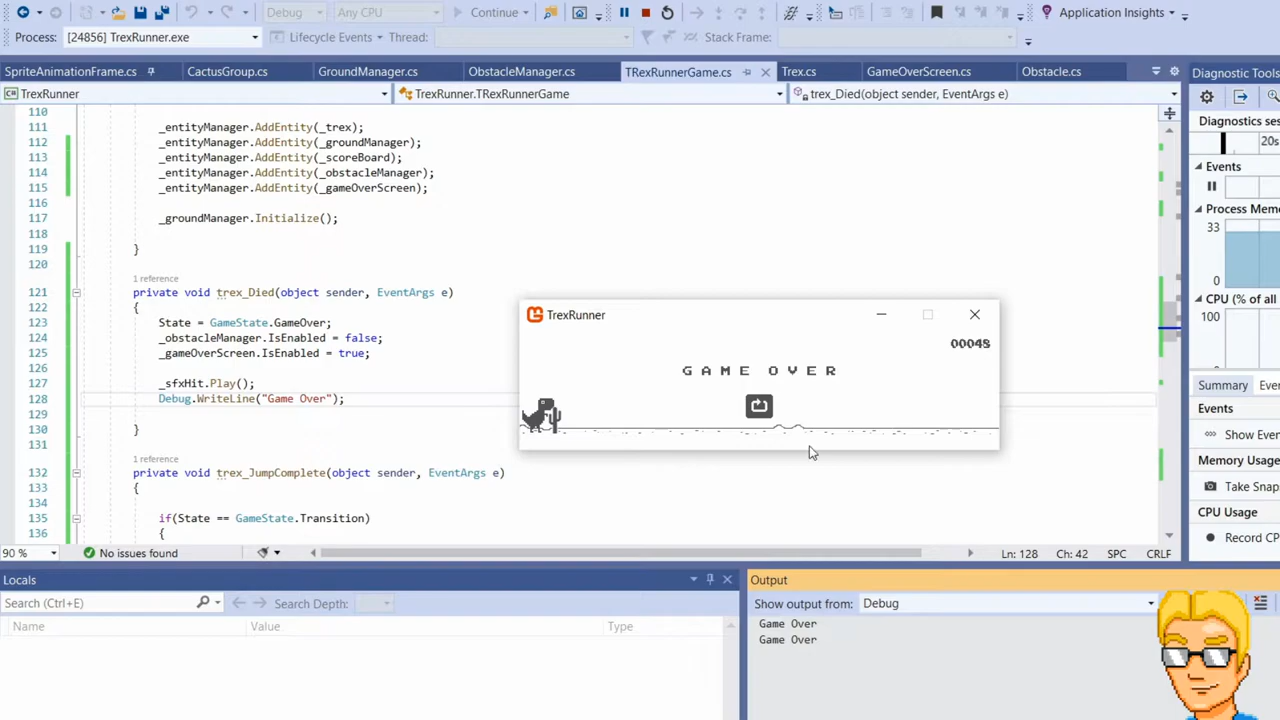 Debug Any CPU Continue Application Insights
Process: [24856] TrexRunner.exe Lifecycle Events Thread: Stack Frame:
SpriteAnimationFrame.cs CactusGroup.cs GroundManager.cs ObstacleManager.cs TRexRunnerGame.cs Trex.cs GameOverScreen.cs Obstacle.cs Diagnostic Tools
TrexRunner TrexRunner.TRexRunnerGame trex_Died(object sender, EventArgs e)
110
111 _entityManager.AddEntity(_trex);
112 _entityManager.AddEntity(_groundManager);
113 _entityManager.AddEntity(_scoreBoard);
114 _entityManager.AddEntity(_obstacleManager);
115 _entityManager.AddEntity(_gameOverScreen);
116
117 _groundManager.Initialize();
118
119 }
120
1 reference
121 private void trex_Died(object sender, EventArgs e)
122 {
123 State = GameState.GameOver;
124 _obstacleManager.IsEnabled = false;
125 _gameOverScreen.IsEnabled = true;
126
127 _sfxHit.Play();
128 Debug.WriteLine("Game Over");
129
130 }
131
1 reference
132 private void trex_JumpComplete(object sender, EventArgs e)
133 {
134
135 if(State == GameState.Transition)
136 {
TrexRunner
00048
GAME OVER
Diagnostics
20s
Events
Process
33
0
CPU (% of all
100
0
Summary
Events
Show
Memory Usage
Take
CPU Usage
Record
90 % No issues found Ln: 128 Ch: 42 SPC CRLF
Locals
Search (Ctrl+E) Search Depth:
Name Value Type
Output
Show output from: Debug
Game Over
Game Over